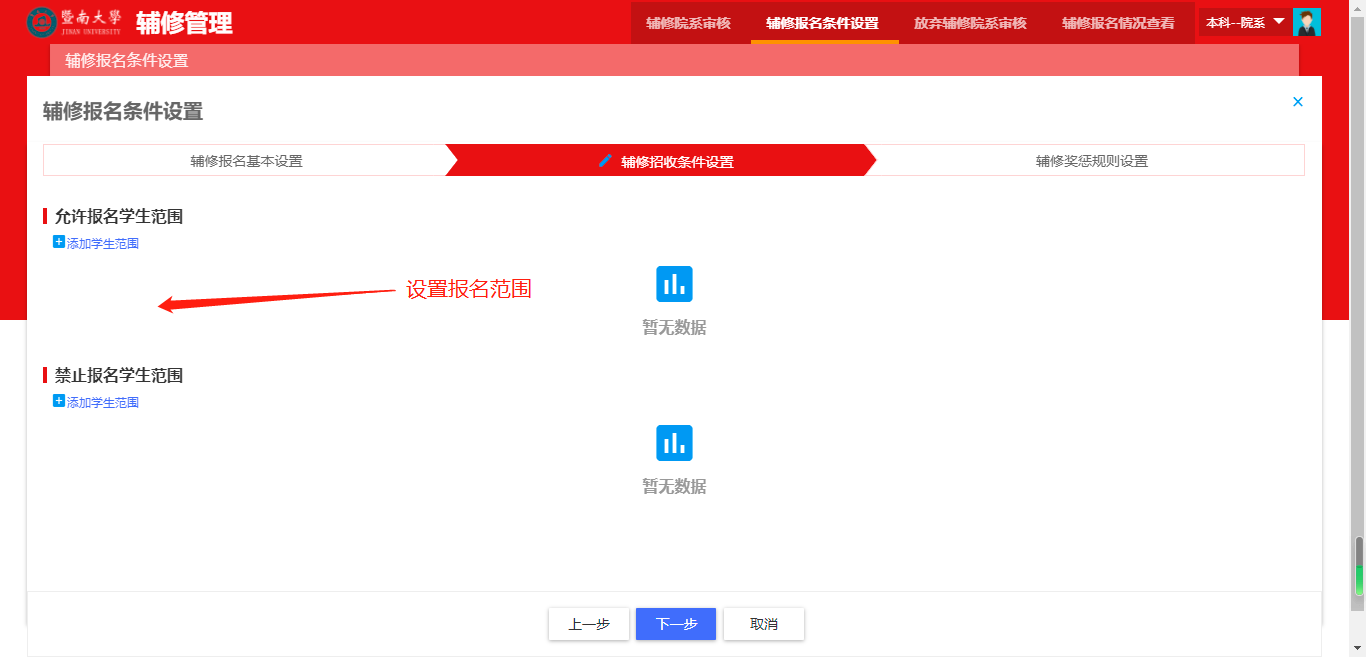 暨南大學
JINAN UNIVERSITY
辅修管理
辅修院系审核
辅修报名条件设置
放弃辅修院系审核
辅修报名情况查看
本科--院系
辅修报名条件设置
辅修报名条件设置
×
辅修报名基本设置
辅修招收条件设置
辅修奖惩规则设置
允许报名学生范围
添加学生范围
设置报名范围
暂无数据
禁止报名学生范围
添加学生范围
暂无数据
上一步
下一步
取消